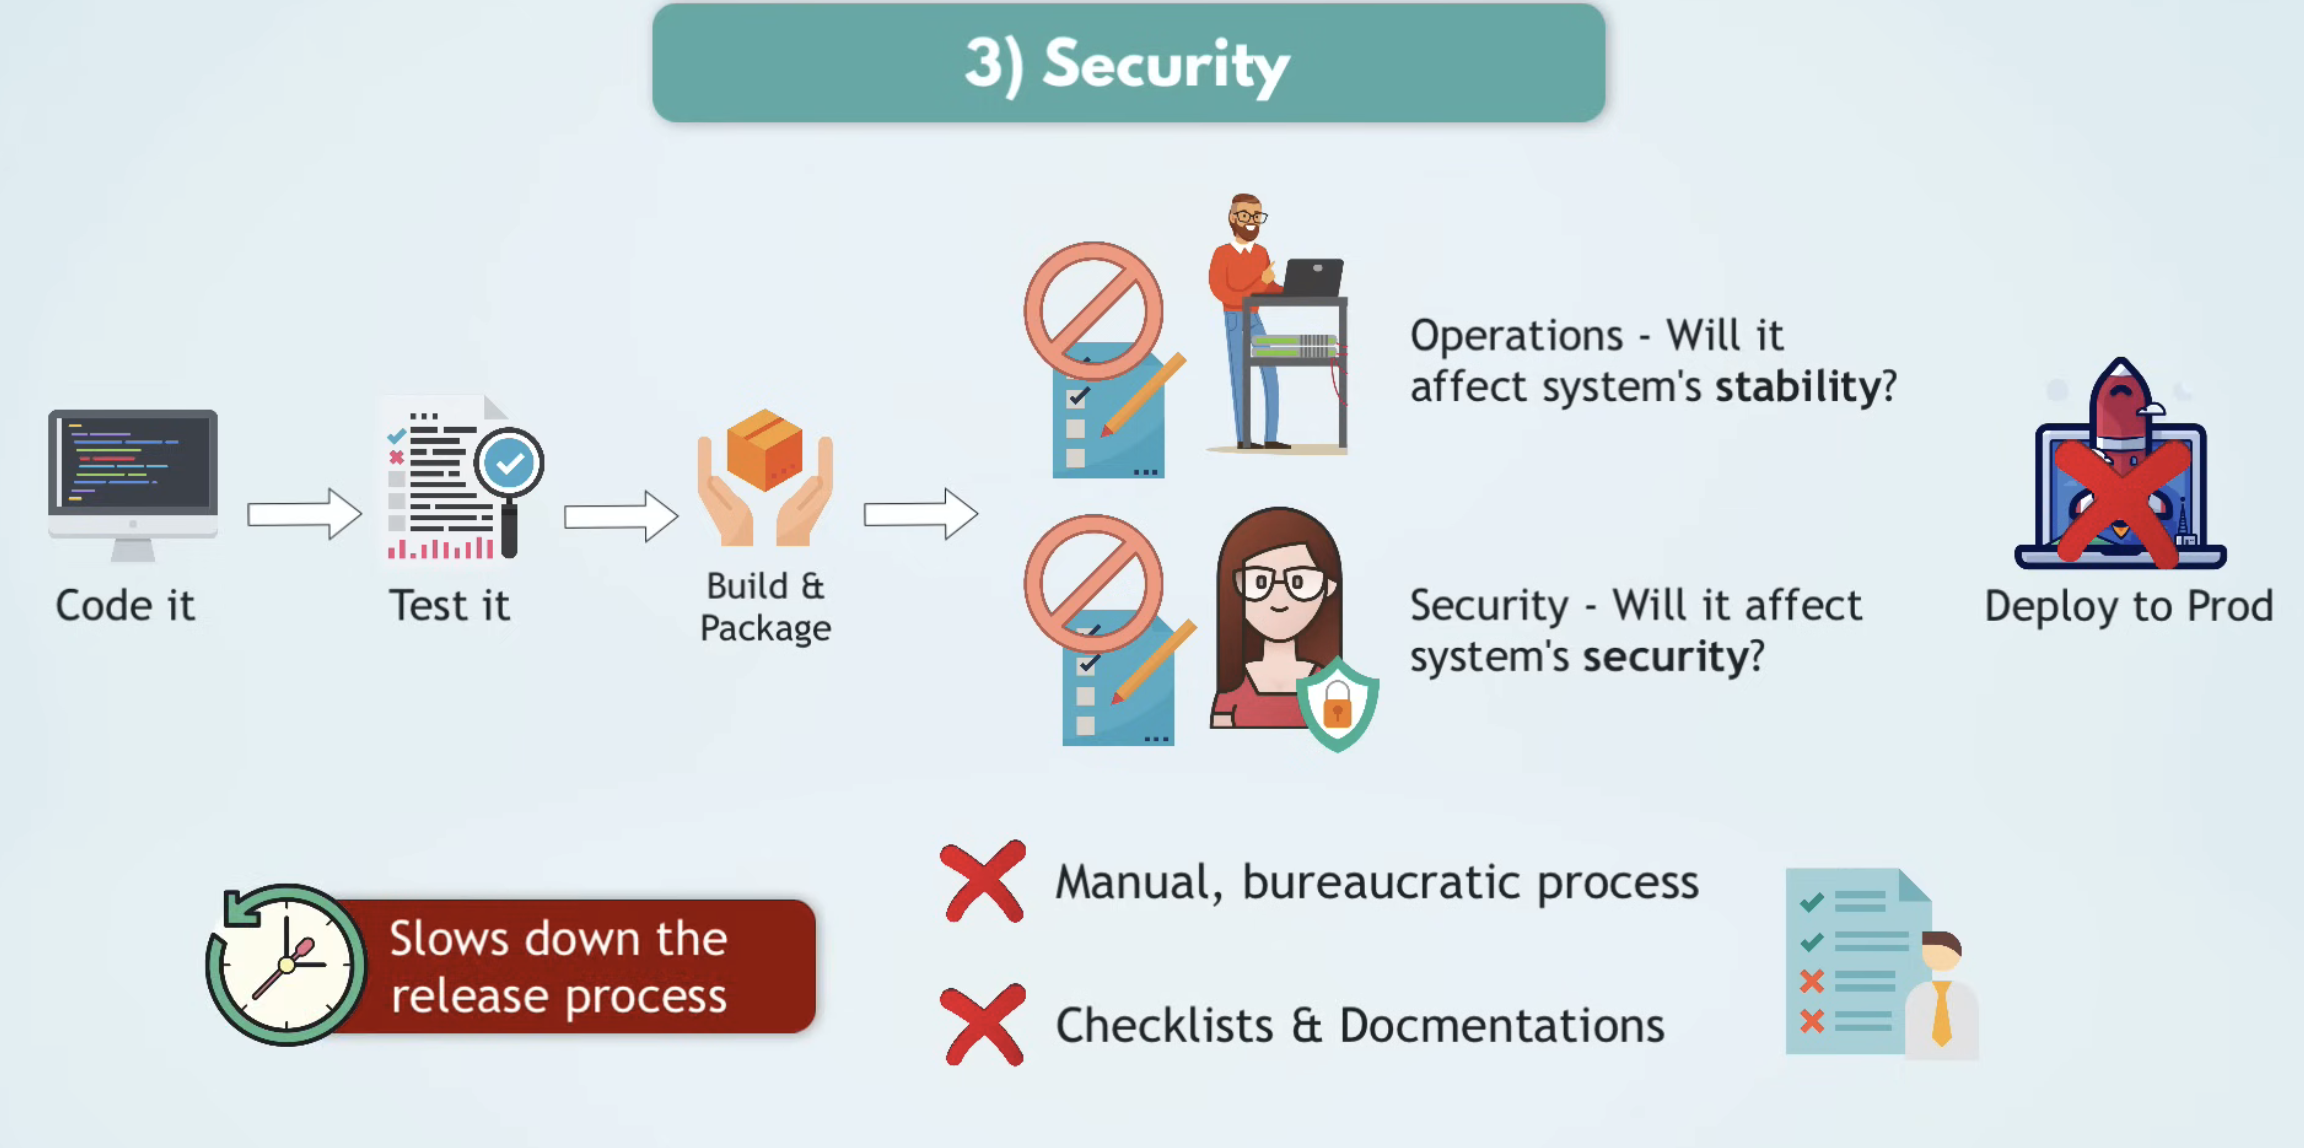 3) Security
Operations - Will it
affect system's stability?
Code it
Test it
Build &
Package
Security - Will it affect
system's security?
Deploy to Prod
Slows down the
release process
Manual, bureaucratic process
Checklists & Docmentations